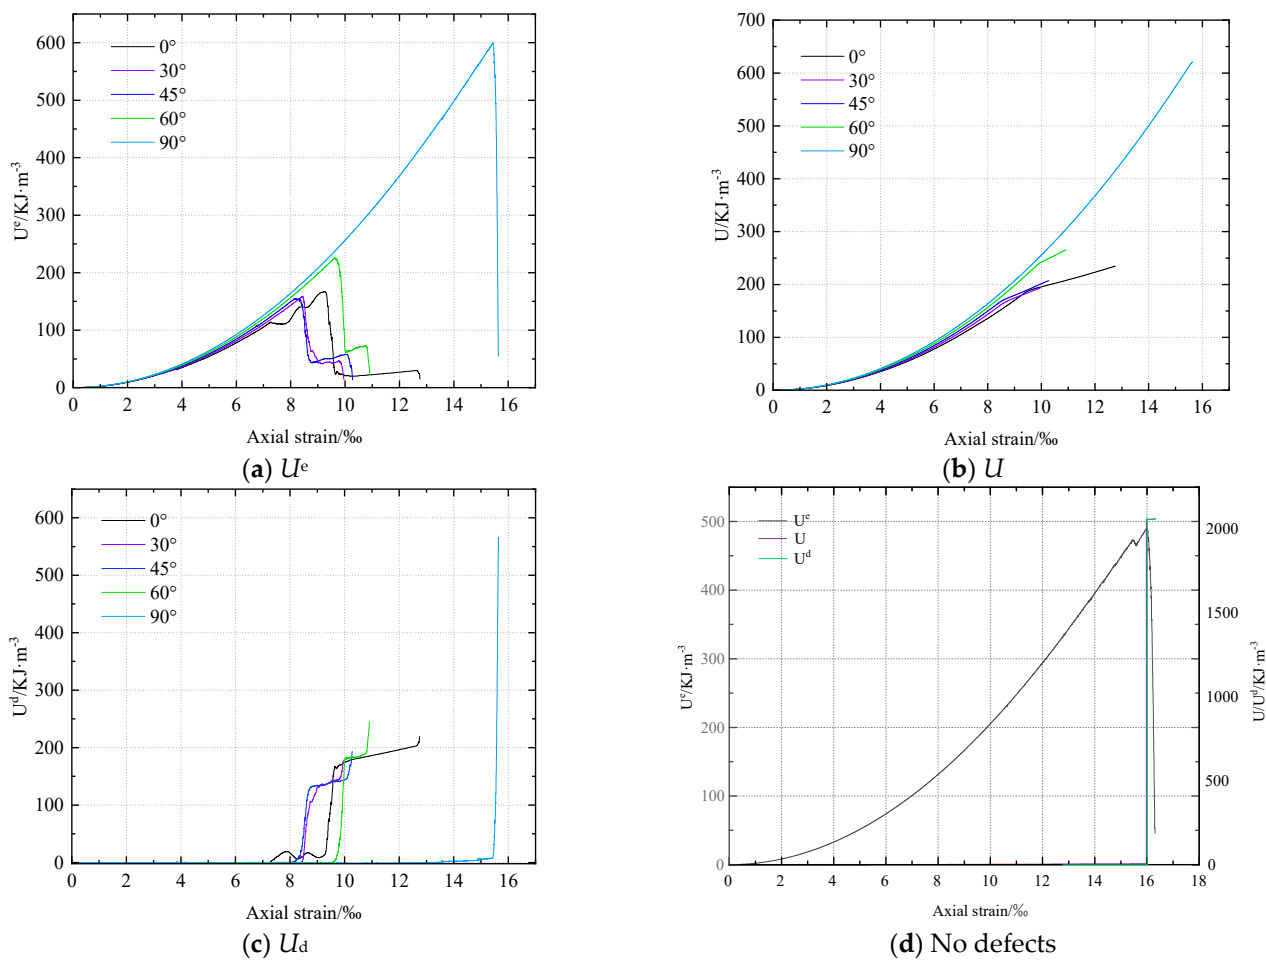 600
500
400
300
200
100
0
0 2 4 6 8 10 12 14 16
Uᵉ/KJ·m⁻³
Axial strain/‰
0°
30°
45°
60°
90°
(a) Uᵉ
700
600
500
400
300
200
100
0
0 2 4 6 8 10 12 14 16
U/KJ·m⁻³
Axial strain/‰
0°
30°
45°
60°
90°
(b) U
600
500
400
300
200
100
0
0 2 4 6 8 10 12 14 16
Uᵈ/KJ·m⁻³
Axial strain/‰
0°
30°
45°
60°
90°
(c) Ud
500
400
300
200
100
0
0 2 4 6 8 10 12 14 16 18
Uᵉ/KJ·m⁻³
Axial strain/‰
Uᵉ
U
Uᵈ
2000
1500
1000
500
0
U/Uᵈ/KJ·m⁻³
(d) No defects